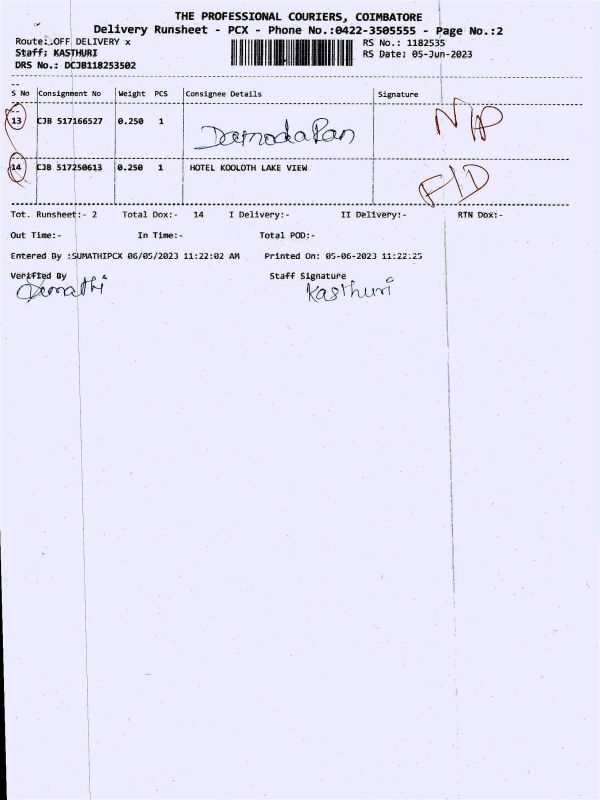 THE PROFESSIONAL COURIERS, COIMBATORE
Delivery Runsheet - PCX - Phone No.:0422-3505555 - Page No.:2
Route:.OFF DELIVERY x
RS No.: 1182535
Staff: KASTHURI
RS Date: 05-Jun-2023
DRS No.: DCJB118253502
S No Consignment No Weight PCS Consignee Details Signature
13 CJB 517166527 0.250 1 Damodaran N/P
14 CJB 517250613 0.250 1 HOTEL KOOLOTH LAKE VIEW F/D
Tot. Runsheet:- 2 Total Dox:- 14 I Delivery:- II Delivery:- RTN Dox:-
Out Time:- In Time:- Total POD:-
Entered By :SUMATHIPCX 06/05/2023 11:22:02 AM Printed On: 05-06-2023 11:22:25
Verified By Staff Signature
Sumathi Kasthuri